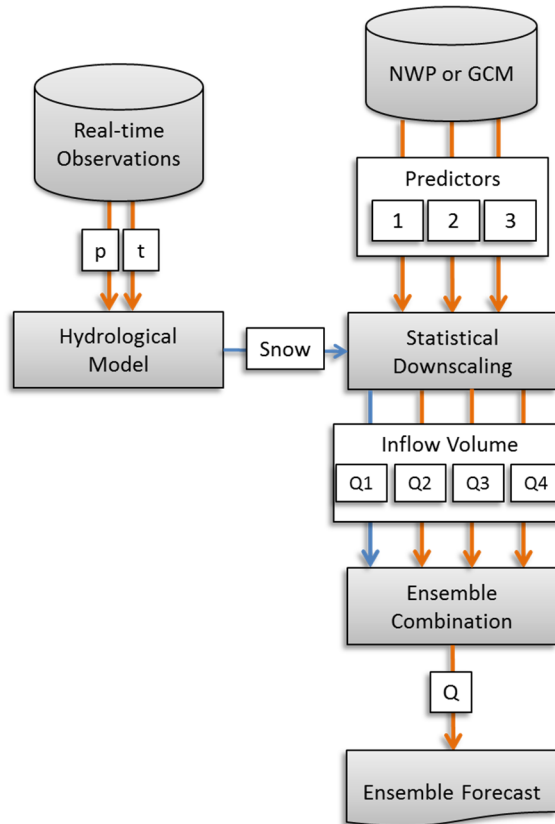 NWP or GCM
Real-time
Observations
Predictors
1 2 3
p t
Hydrological
Model
Snow
Statistical
Downscaling
Inflow Volume
Q1 Q2 Q3 Q4
Ensemble
Combination
Q
Ensemble Forecast